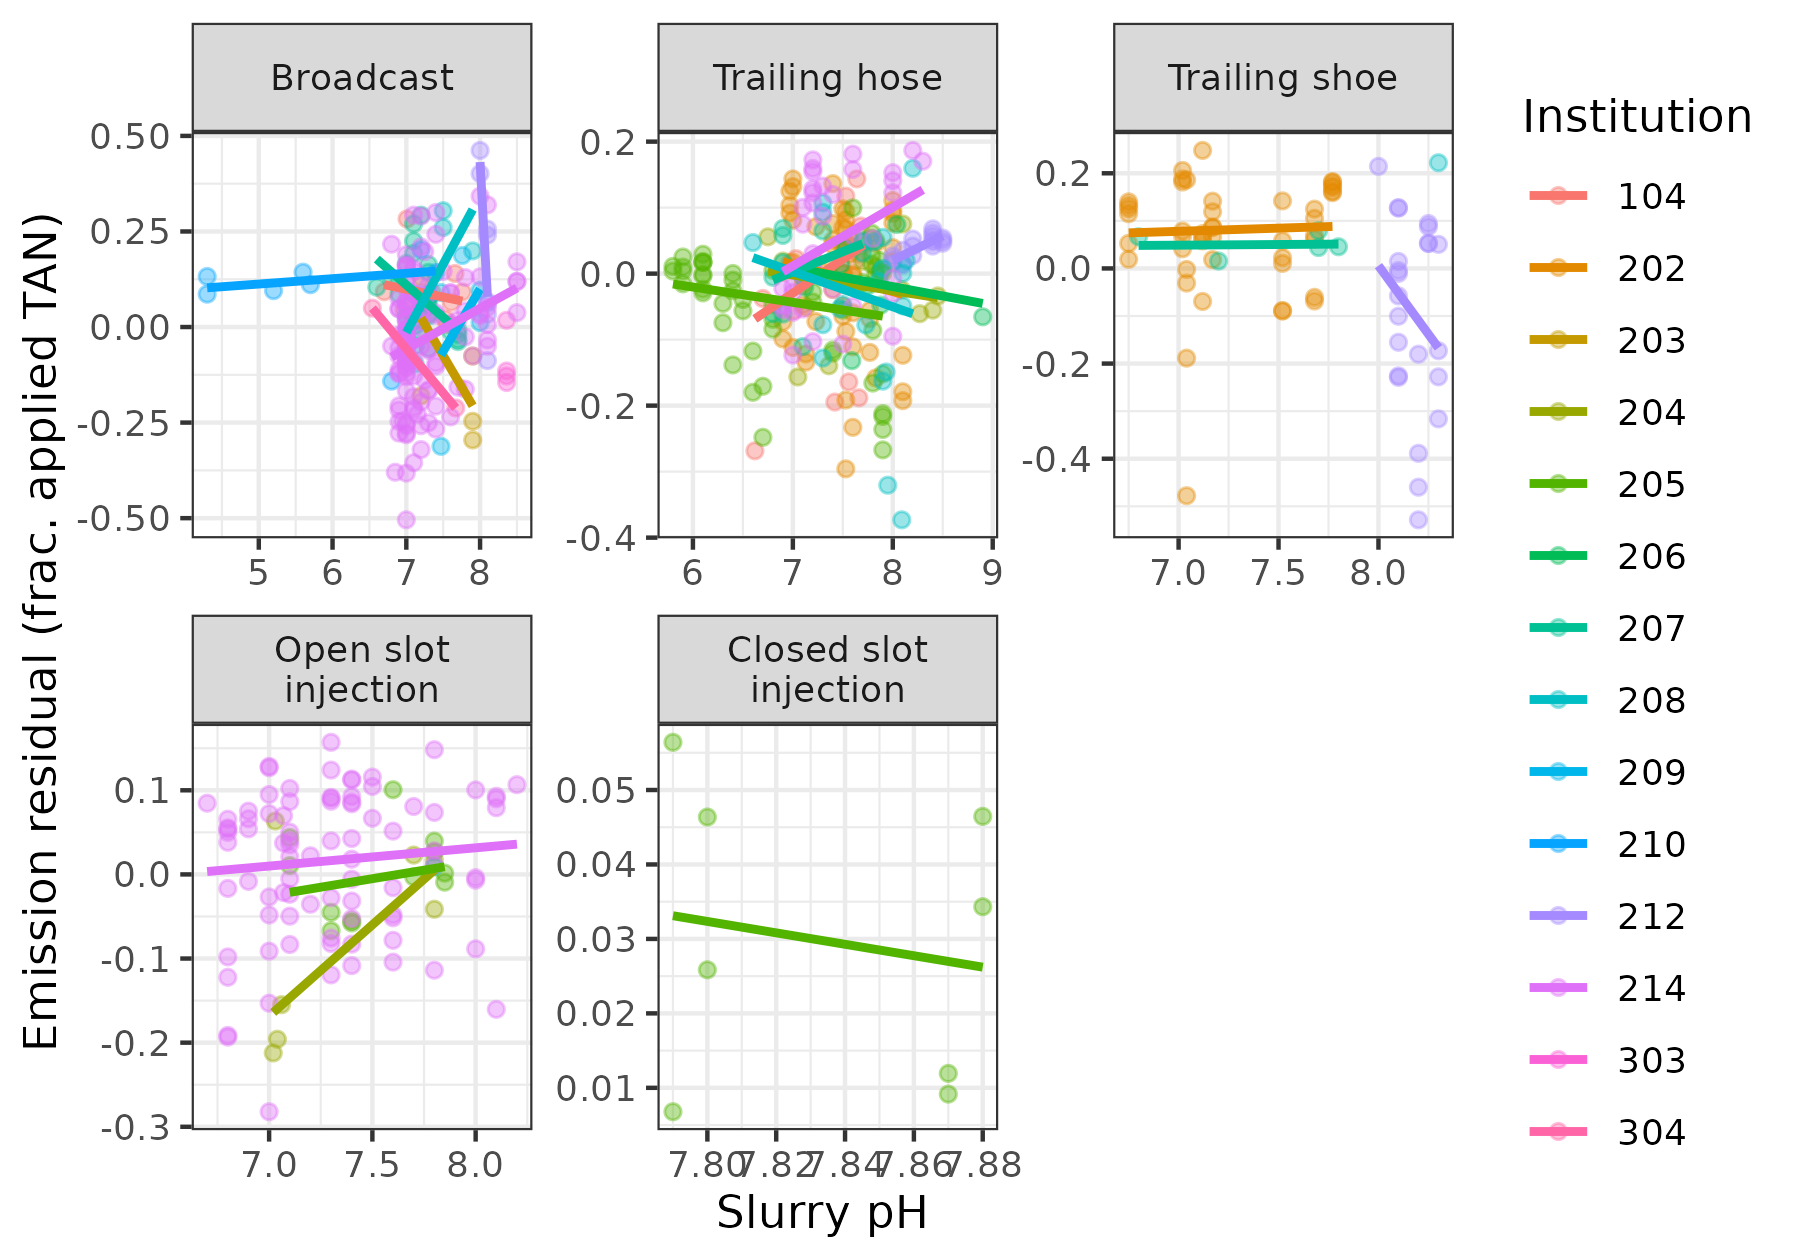 Broadcast
Trailing hose
Trailing shoe
0.50
0.25
0.00
-0.25
-0.50
5 6 7 8
0.2
0.0
-0.2
-0.4
6 7 8 9
0.2
0.0
-0.2
-0.4
7.0 7.5 8.0
Open slot
injection
Closed slot
injection
0.1
0.0
-0.1
-0.2
-0.3
7.0 7.5 8.0
0.05
0.04
0.03
0.02
0.01
7.80 7.82 7.84 7.86 7.88
Slurry pH
Emission residual (frac. applied TAN)
Institution
104
202
203
204
205
206
207
208
209
210
212
214
303
304